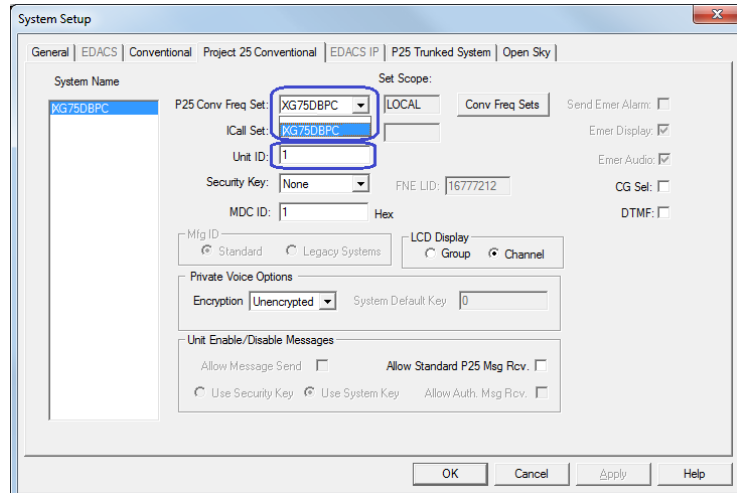 System Setup
General EDACS Conventional Project 25 Conventional EDACS IP P25 Trunked System Open Sky
System Name
XG75DBPC
Set Scope:
P25 Conv Freq Set: XG75DBPC LOCAL Conv Freq Sets
ICall Set: XG75DBPC
Unit ID: 1
Security Key: None FNE LID: 16777212
MDC ID: 1 Hex
Send Emer Alarm:
Emer Display:
Emer Audio:
CG Sel:
DTMF:
Mfg ID
Standard Legacy Systems
LCD Display
Group Channel
Private Voice Options
Encryption Unencrypted System Default Key 0
Unit Enable/Disable Messages
Allow Message Send Allow Standard P25 Msg Rcv.
Use Security Key Use System Key Allow Auth. Msg Rcv.
OK Cancel Apply Help